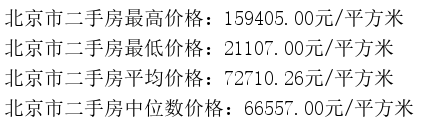 北京市二手房最高价格：159405.00元/平方米
北京市二手房最低价格：21107.00元/平方米
北京市二手房平均价格：72710.26元/平方米
北京市二手房中位数价格：66557.00元/平方米